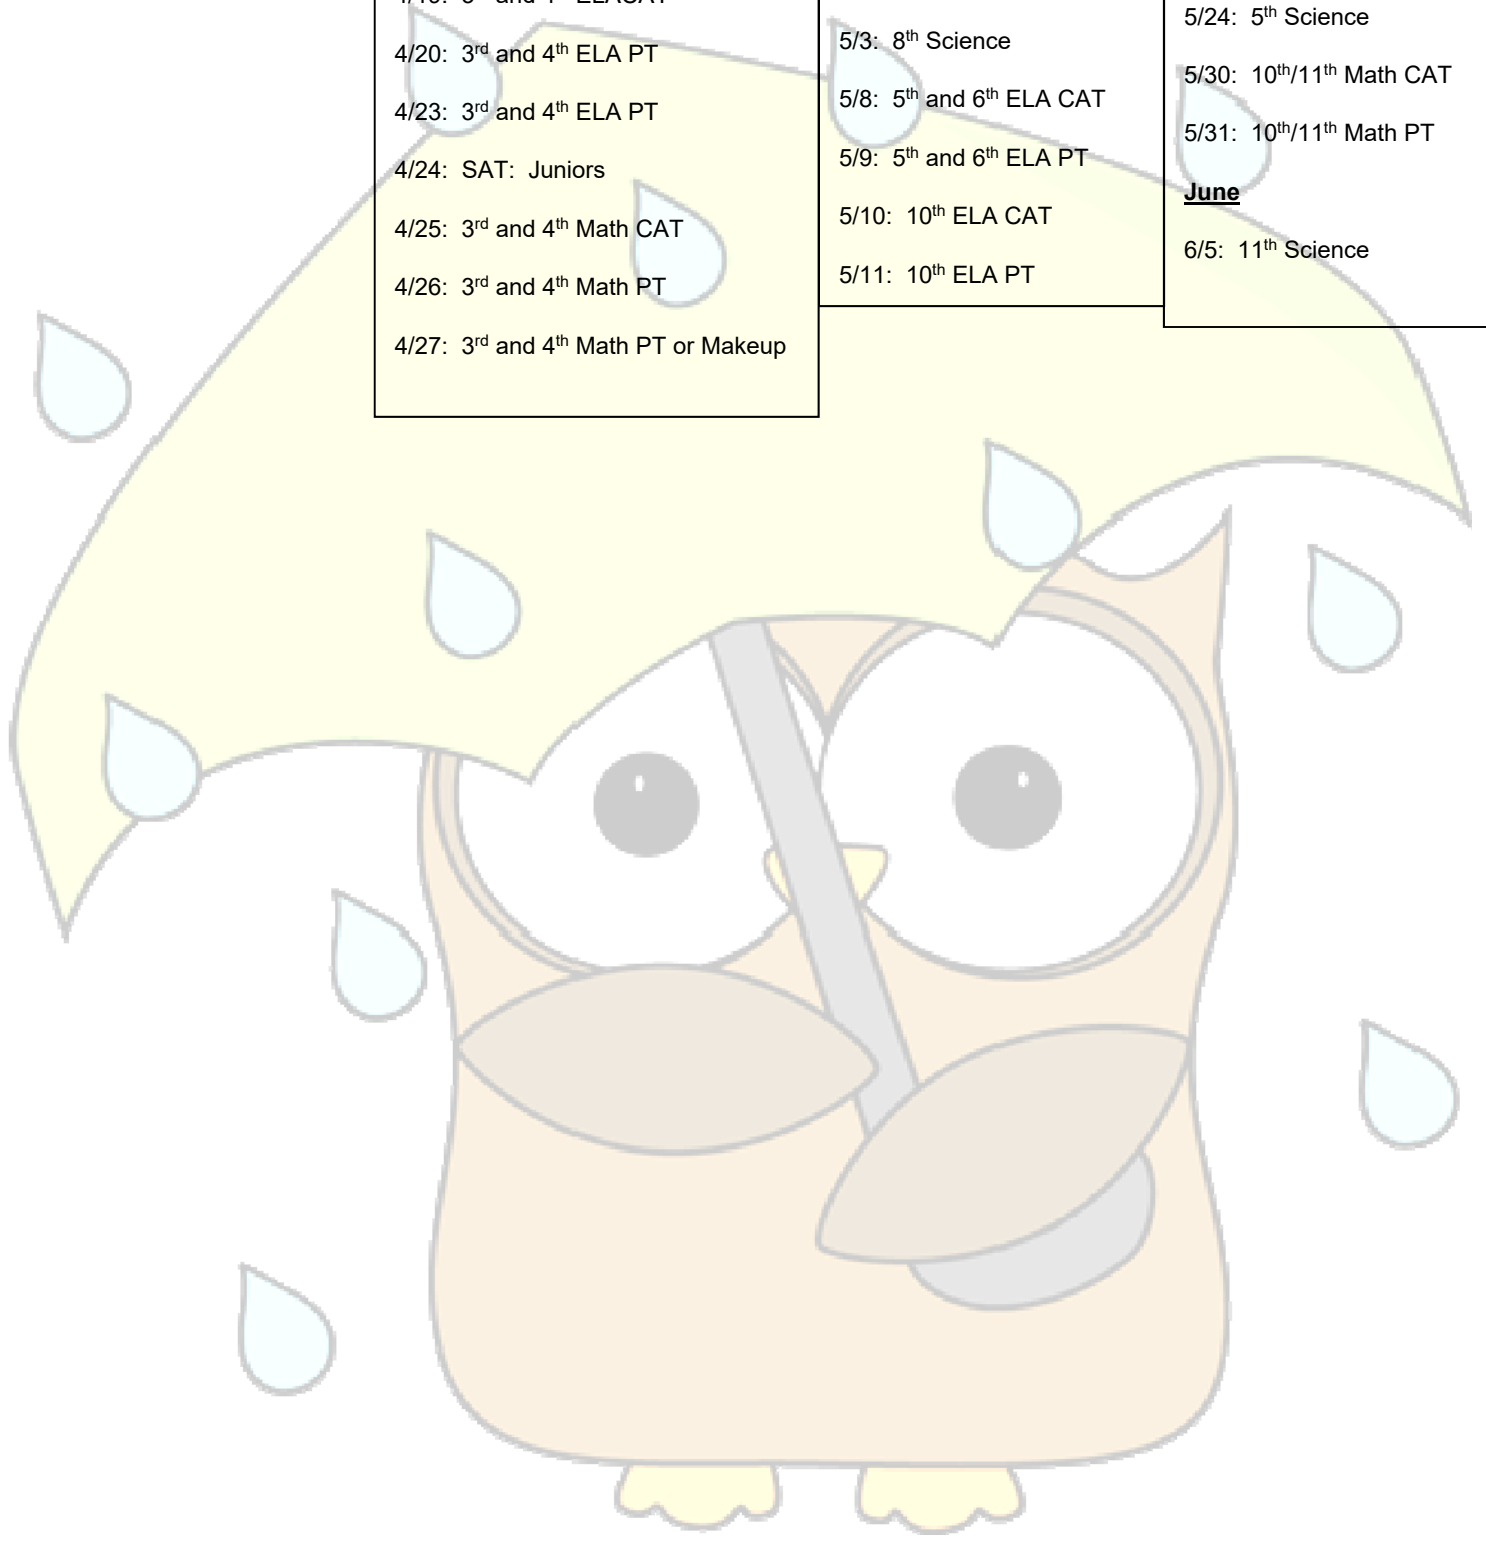 4/20: 3rd and 4th ELA PT
4/23: 3rd and 4th ELA PT
4/24: SAT: Juniors
4/25: 3rd and 4th Math CAT
4/26: 3rd and 4th Math PT
4/27: 3rd and 4th Math PT or Makeup
5/3: 8th Science
5/8: 5th and 6th ELA CAT
5/9: 5th and 6th ELA PT
5/10: 10th ELA CAT
5/11: 10th ELA PT
5/24: 5th Science
5/30: 10th/11th Math CAT
5/31: 10th/11th Math PT
June
6/5: 11th Science